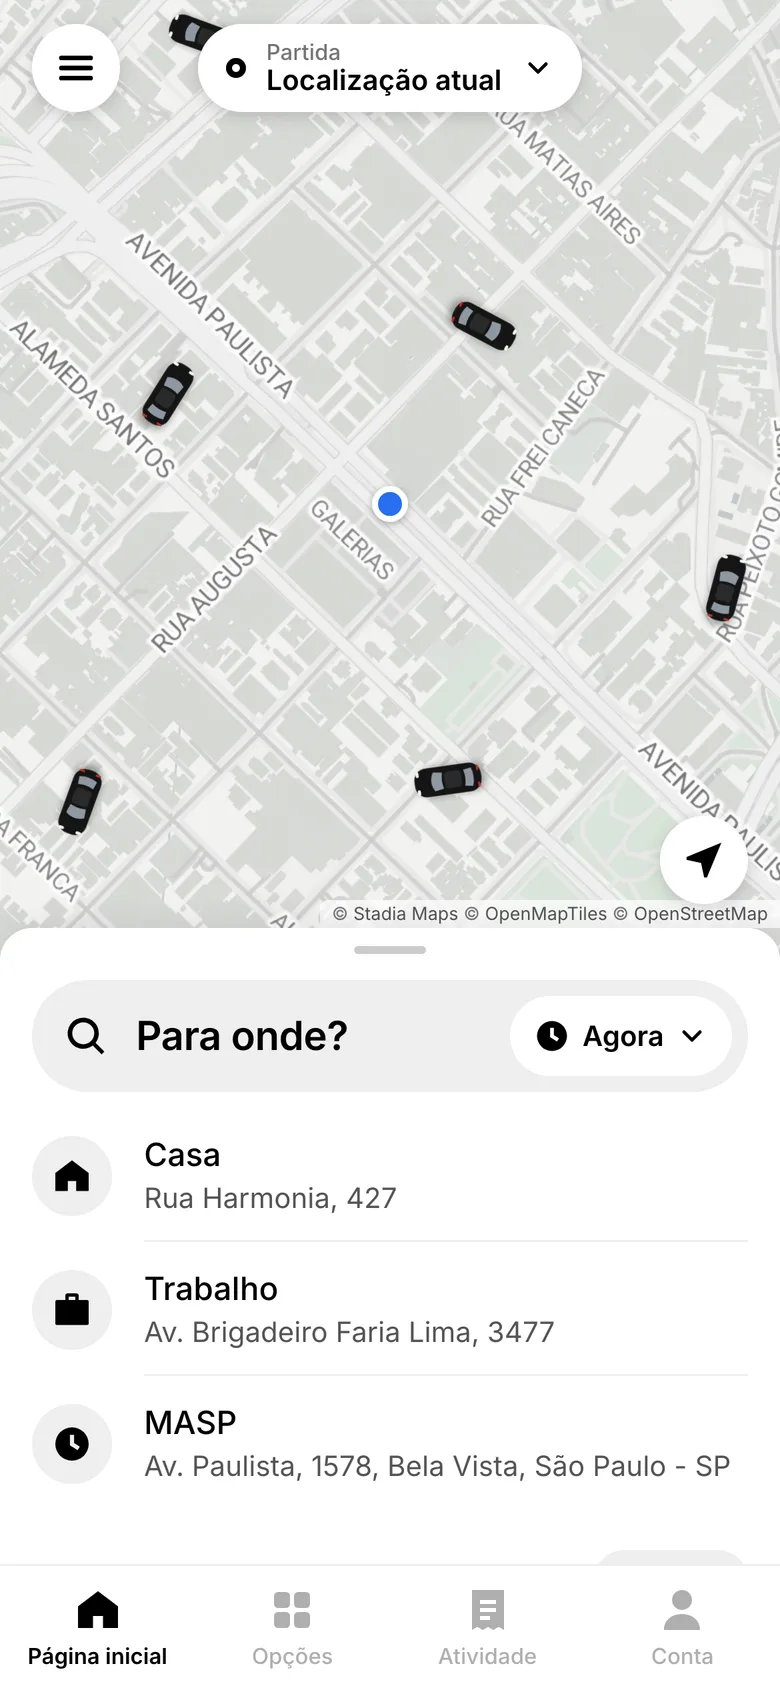 Partida
Localização atual
RUA MATIAS AIRES
AVENIDA PAULISTA
ALAMEDA SANTOS
RUA FREI CANECA
GALERIAS
RUA AUGUSTA
RUA PEIXOTO
AVENIDA PAULIS
A FRANCA
© Stadia Maps © OpenMapTiles © OpenStreetMap
Para onde?
Agora
Casa
Rua Harmonia, 427
Trabalho
Av. Brigadeiro Faria Lima, 3477
MASP
Av. Paulista, 1578, Bela Vista, São Paulo - SP
Página inicial
Opções
Atividade
Conta